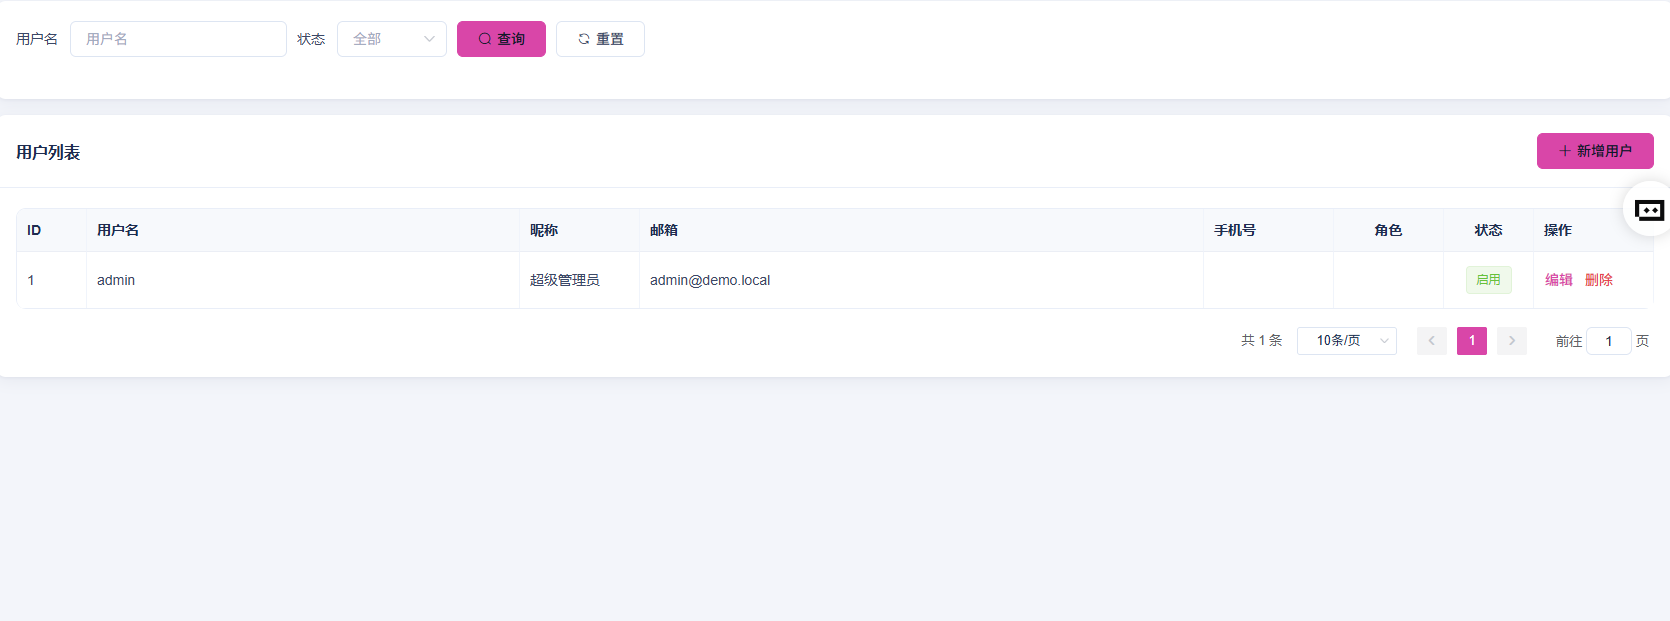 用户名 用户名 状态 全部 查询 重置
用户列表 新增用户
ID 用户名 昵称 邮箱 手机号 角色 状态 操作
1 admin 超级管理员 admin@demo.local 启用 编辑 删除
共 1 条 10条/页 1 前往 1 页